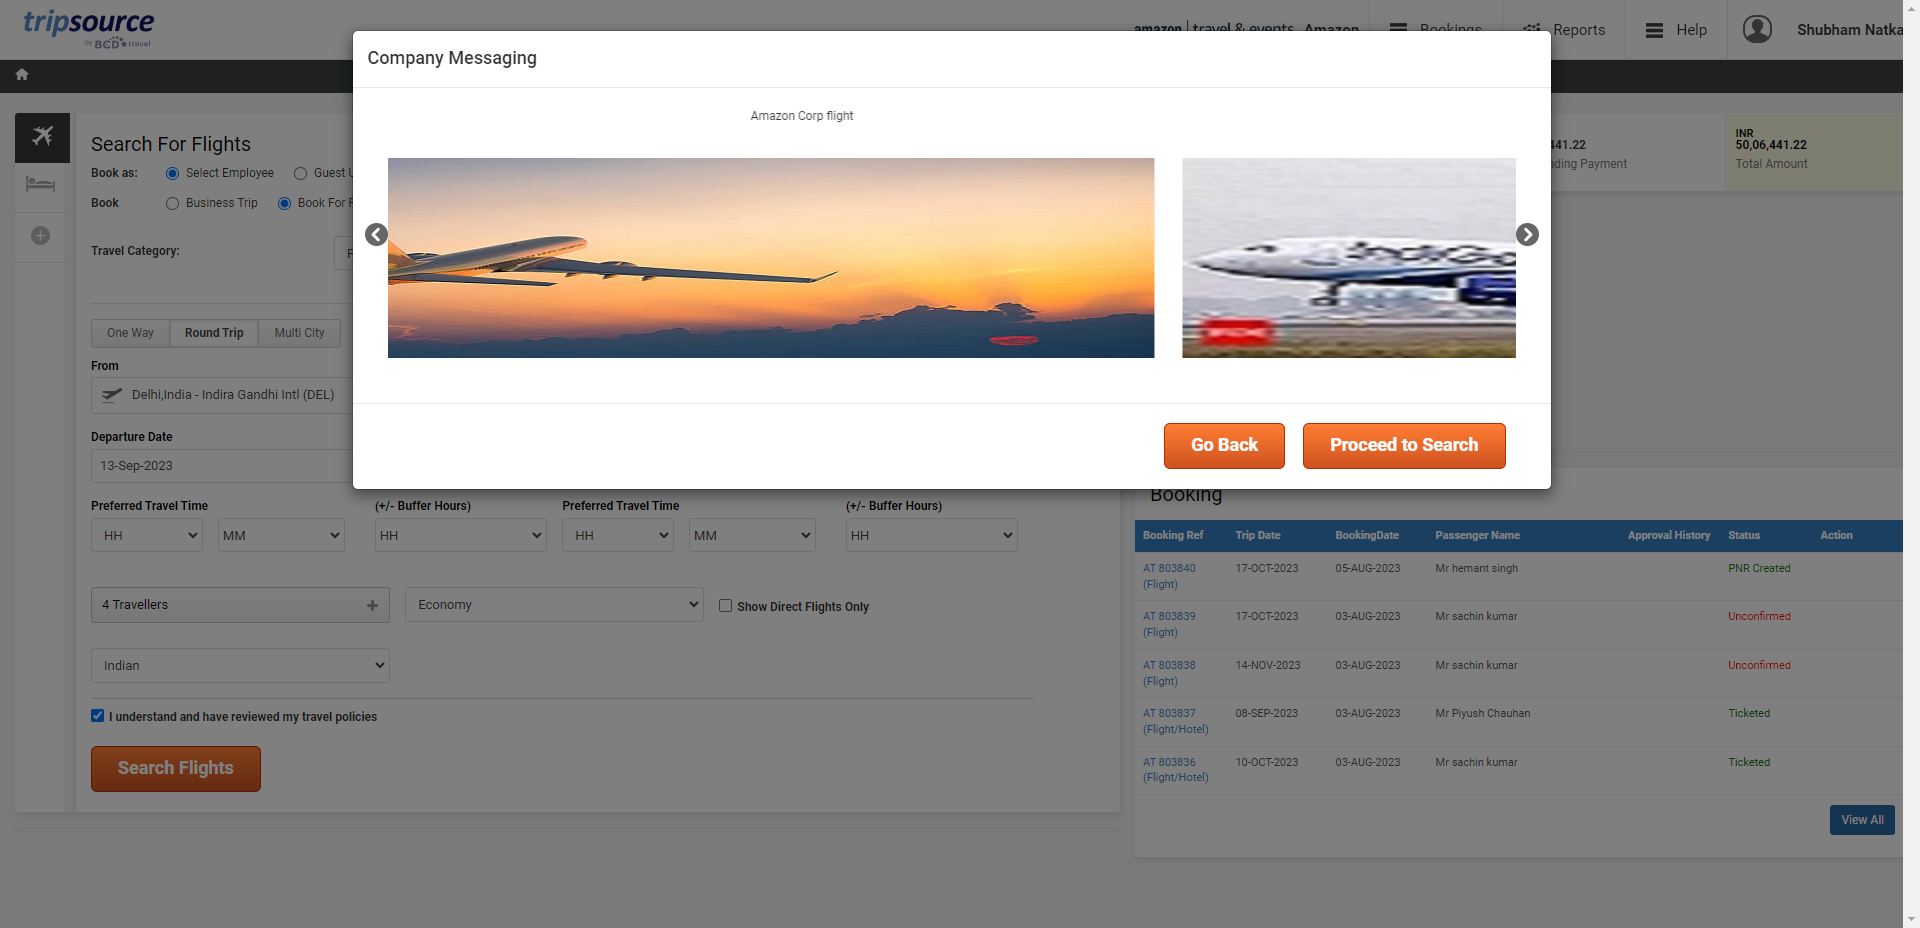 tripsource
by BCD travel
amazon | travel & events Amazon
Bookings
Reports
Help
Shubham Natka
Company Messaging
Amazon Corp flight
IndiGo
Go Back
Proceed to Search
Search For Flights
Book as:
Select Employee
Guest U
Book
Business Trip
Book For
Travel Category:
One Way
Round Trip
Multi City
From
Delhi,India - Indira Gandhi Intl (DEL)
Departure Date
13-Sep-2023
Preferred Travel Time
(+/- Buffer Hours)
Preferred Travel Time
(+/- Buffer Hours)
HH
MM
HH
HH
MM
HH
4 Travellers
Economy
Show Direct Flights Only
Indian
I understand and have reviewed my travel policies
Search Flights
441.22
nding Payment
INR
50,06,441.22
Total Amount
Booking
Booking Ref Trip Date BookingDate Passenger Name Approval History Status Action
AT 803840 17-OCT-2023 05-AUG-2023 Mr hemant singh PNR Created
(Flight)
AT 803839 17-OCT-2023 03-AUG-2023 Mr sachin kumar Unconfirmed
(Flight)
AT 803838 14-NOV-2023 03-AUG-2023 Mr sachin kumar Unconfirmed
(Flight)
AT 803837 08-SEP-2023 03-AUG-2023 Mr Piyush Chauhan Ticketed
(Flight/Hotel)
AT 803836 10-OCT-2023 03-AUG-2023 Mr sachin kumar Ticketed
(Flight/Hotel)
View All